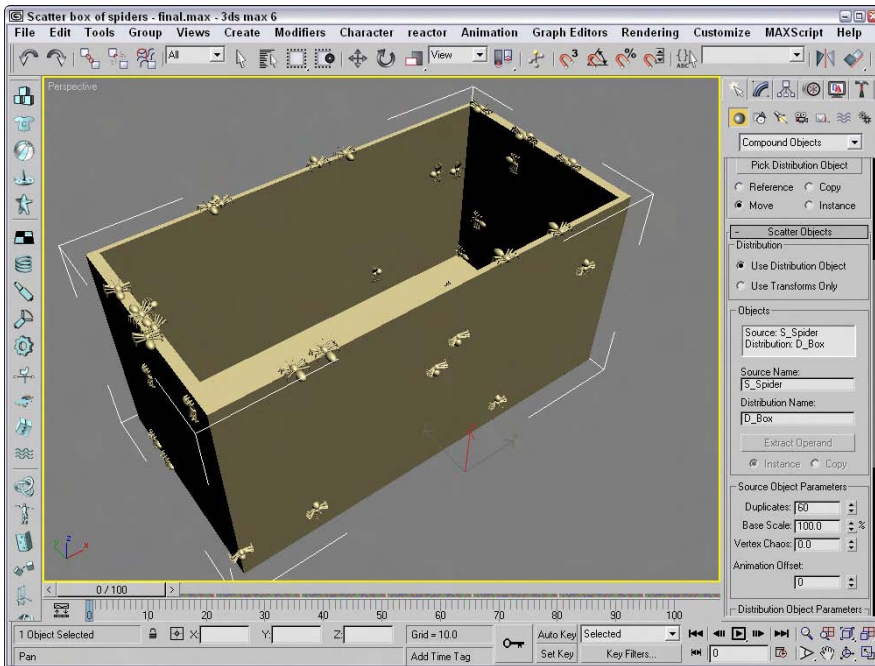 Scatter box of spiders - final.max - 3ds max 6
File Edit Tools Group Views Create Modifiers Character reactor Animation Graph Editors Rendering Customize MAXScript Help
All
View
Perspective
Compound Objects
Pick Distribution Object
Reference Copy
Move Instance
- Scatter Objects
Distribution
Use Distribution Object
Use Transforms Only
Objects
Source: S_Spider
Distribution: D_Box
Source Name:
S_Spider
Distribution Name:
D_Box
Extract Operand
Instance Copy
Source Object Parameters
Duplicates: 60
Base Scale: 100.0 %
Vertex Chaos: 0.0
Animation Offset:
0
Distribution Object Parameters
z
x
< 0 / 100 >
0 10 20 30 40 50 60 70 80 90 100
1 Object Selected X: Y: Z: Grid = 10.0 Auto Key Selected
Pan Add Time Tag Set Key Key Filters... 0